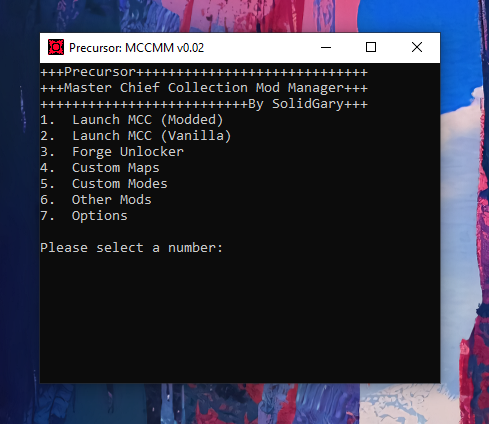 Precursor: MCCMM v0.02
+++Precursor+++++++++++++++++++++++++++++
+++Master Chief Collection Mod Manager+++
++++++++++++++++++++++++++By SolidGary+++
1.  Launch MCC (Modded)
2.  Launch MCC (Vanilla)
3.  Forge Unlocker
4.  Custom Maps
5.  Custom Modes
6.  Other Mods
7.  Options
Please select a number: